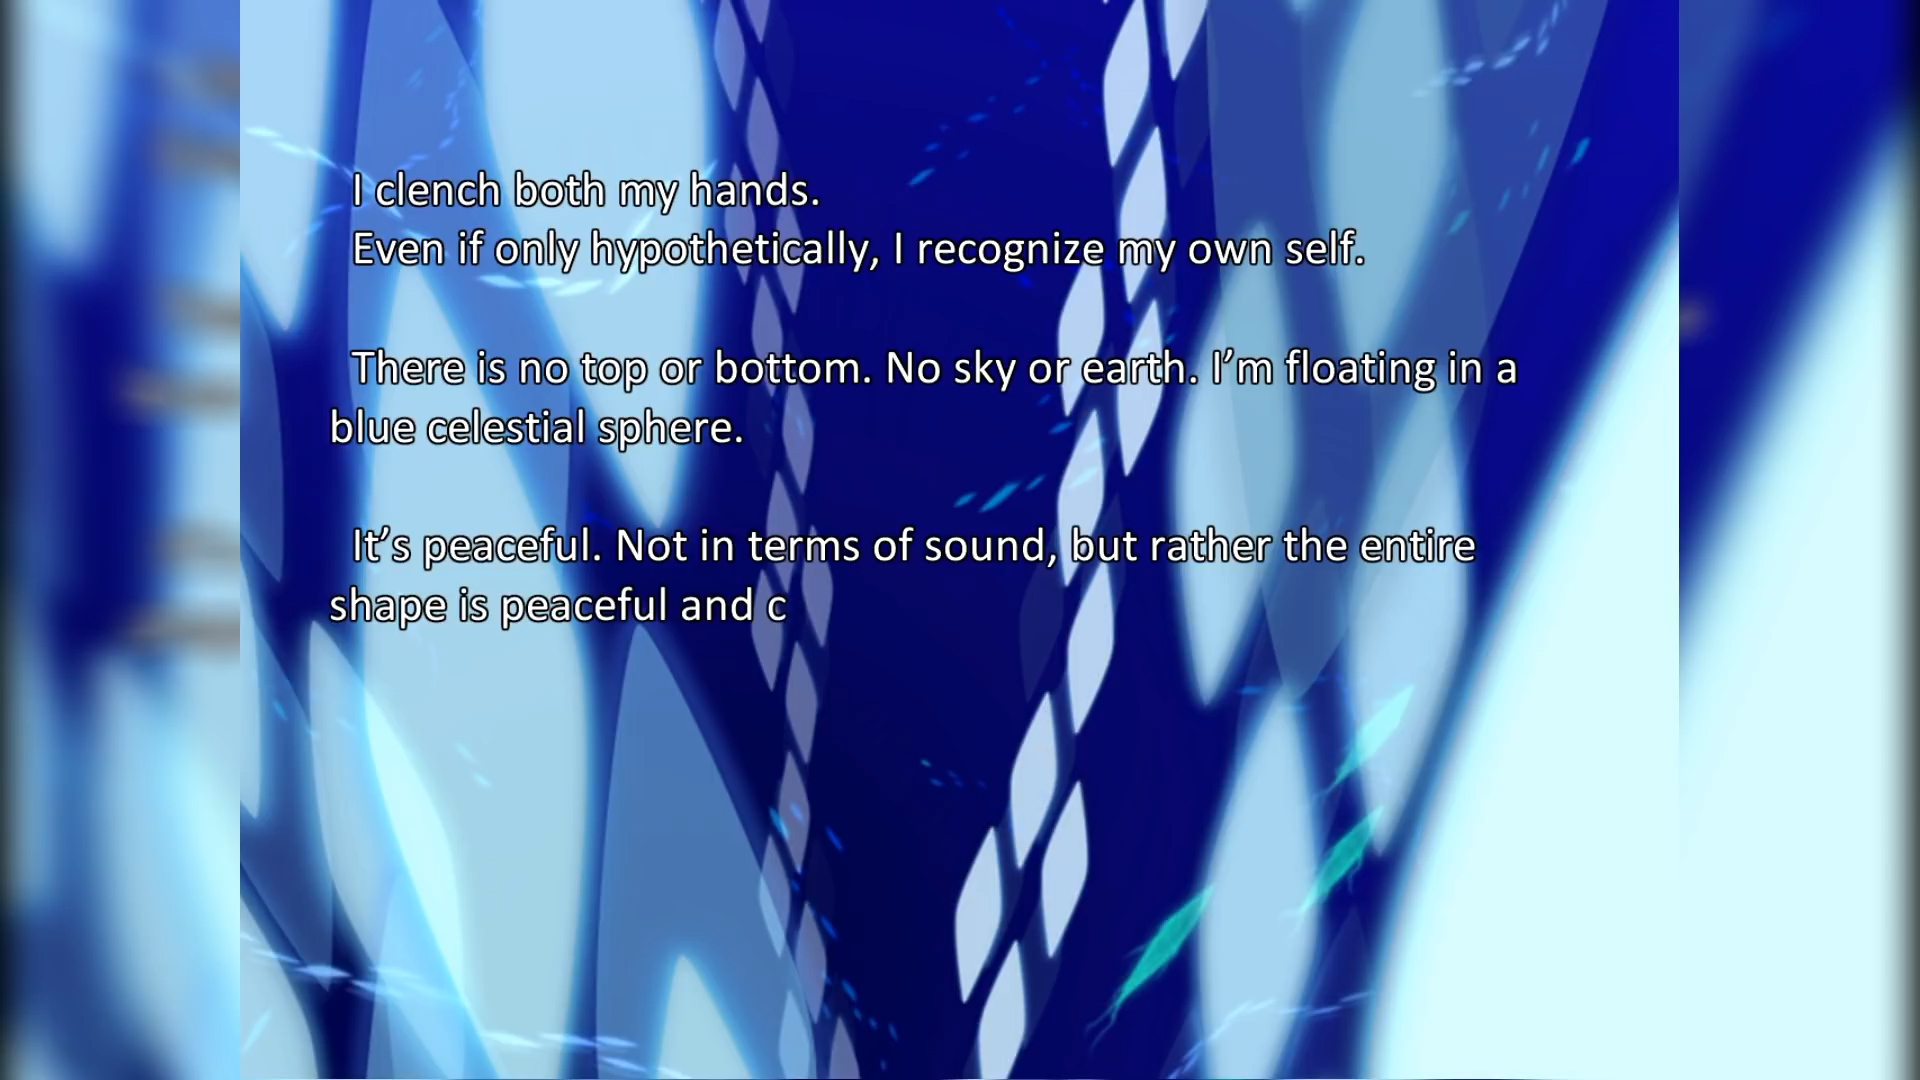 I clench both my hands.
Even if only hypothetically, I recognize my own self.
There is no top or bottom. No sky or earth. I’m floating in a
blue celestial sphere.
It’s peaceful. Not in terms of sound, but rather the entire
shape is peaceful and c